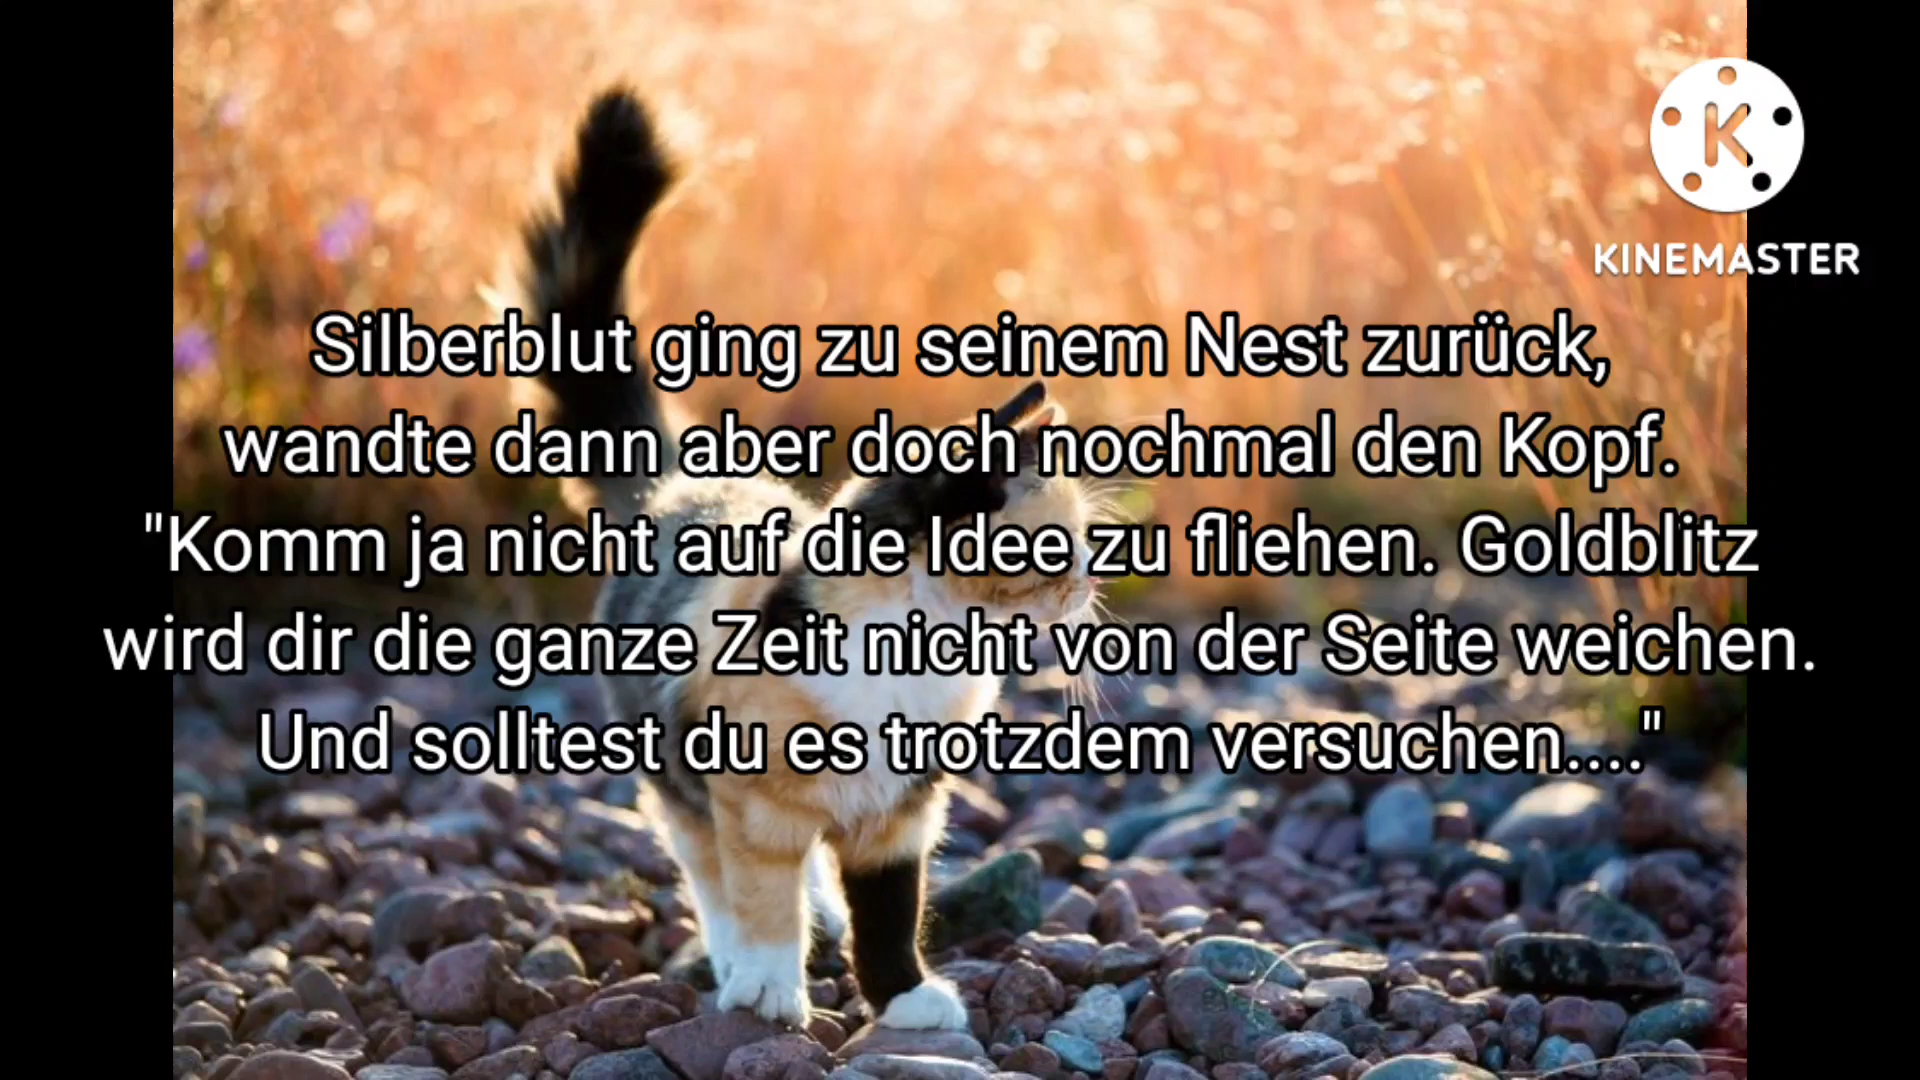 KINEMASTER
Silberblut ging zu seinem Nest zurück,
wandte dann aber doch nochmal den Kopf.
"Komm ja nicht auf die Idee zu fliehen. Goldblitz
wird dir die ganze Zeit nicht von der Seite weichen.
Und solltest du es trotzdem versuchen...."